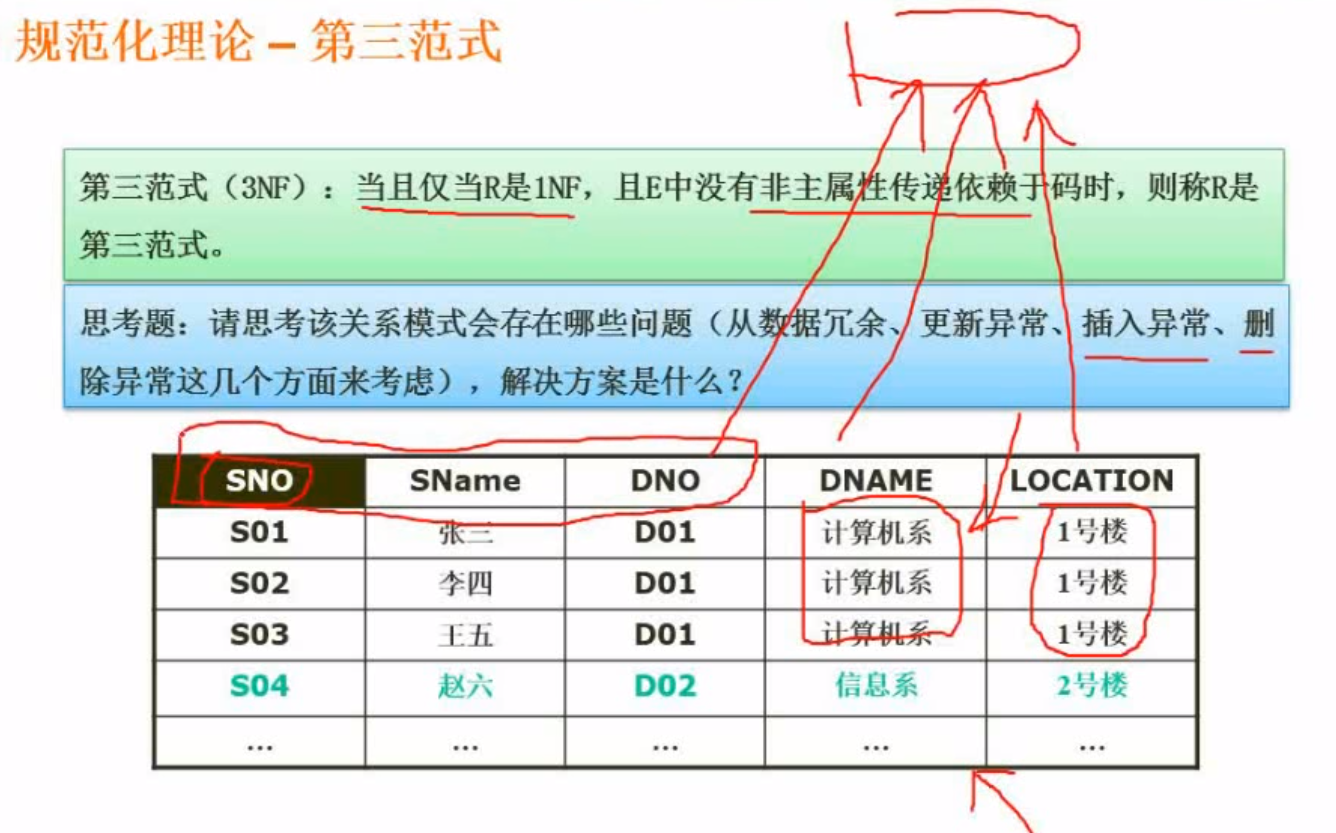 规范化理论 – 第三范式
第三范式（3NF）：当且仅当R是1NF，且E中没有非主属性传递依赖于码时，则称R是
第三范式。
思考题：请思考该关系模式会存在哪些问题（从数据冗余、更新异常、插入异常、删
除异常这几个方面来考虑），解决方案是什么？
SNO SName DNO DNAME LOCATION
S01 张三 D01 计算机系 1号楼
S02 李四 D01 计算机系 1号楼
S03 王五 D01 计算机系 1号楼
S04 赵六 D02 信息系 2号楼
... ... ... ... ...